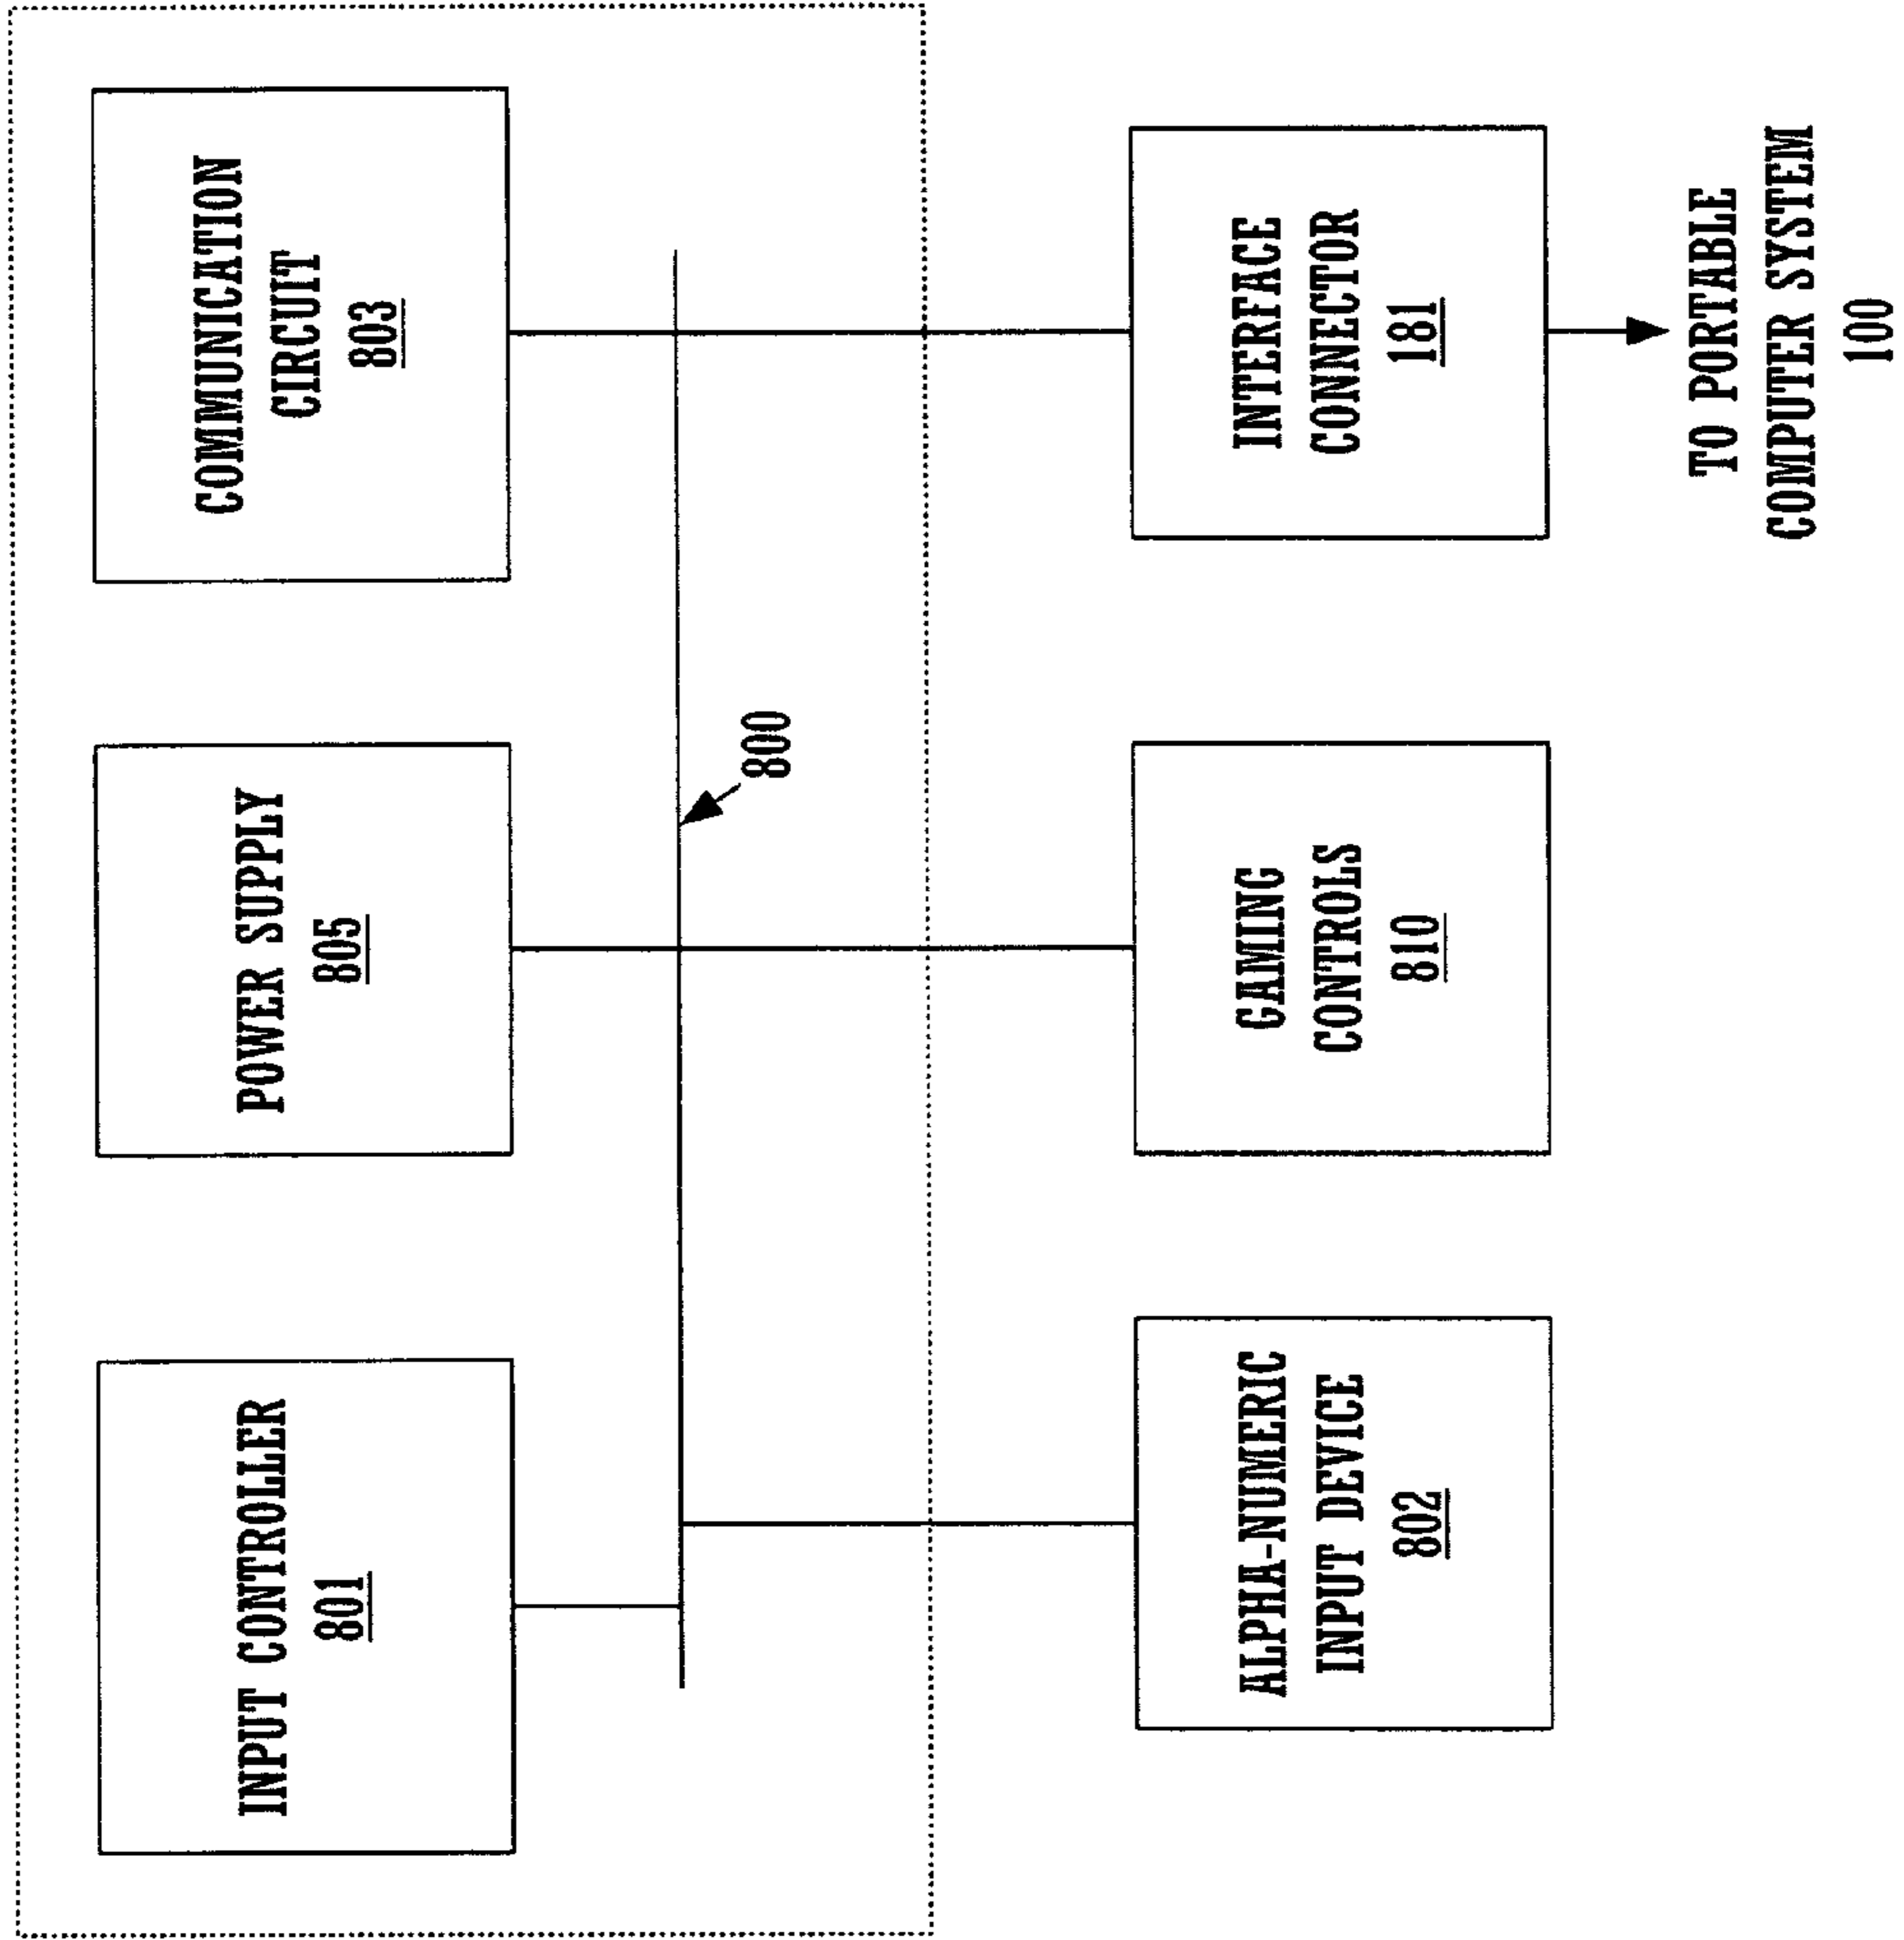 INPUT CONTROLLER
801
POWER SUPPLY
805
COMMUNICATION
CIRCUIT
803
800
ALPHA-NUMERIC
INPUT DEVICE
802
GAMING
CONTROLS
810
INTERFACE
CONNECTOR
181
TO PORTABLE
COMPUTER SYSTEM
100